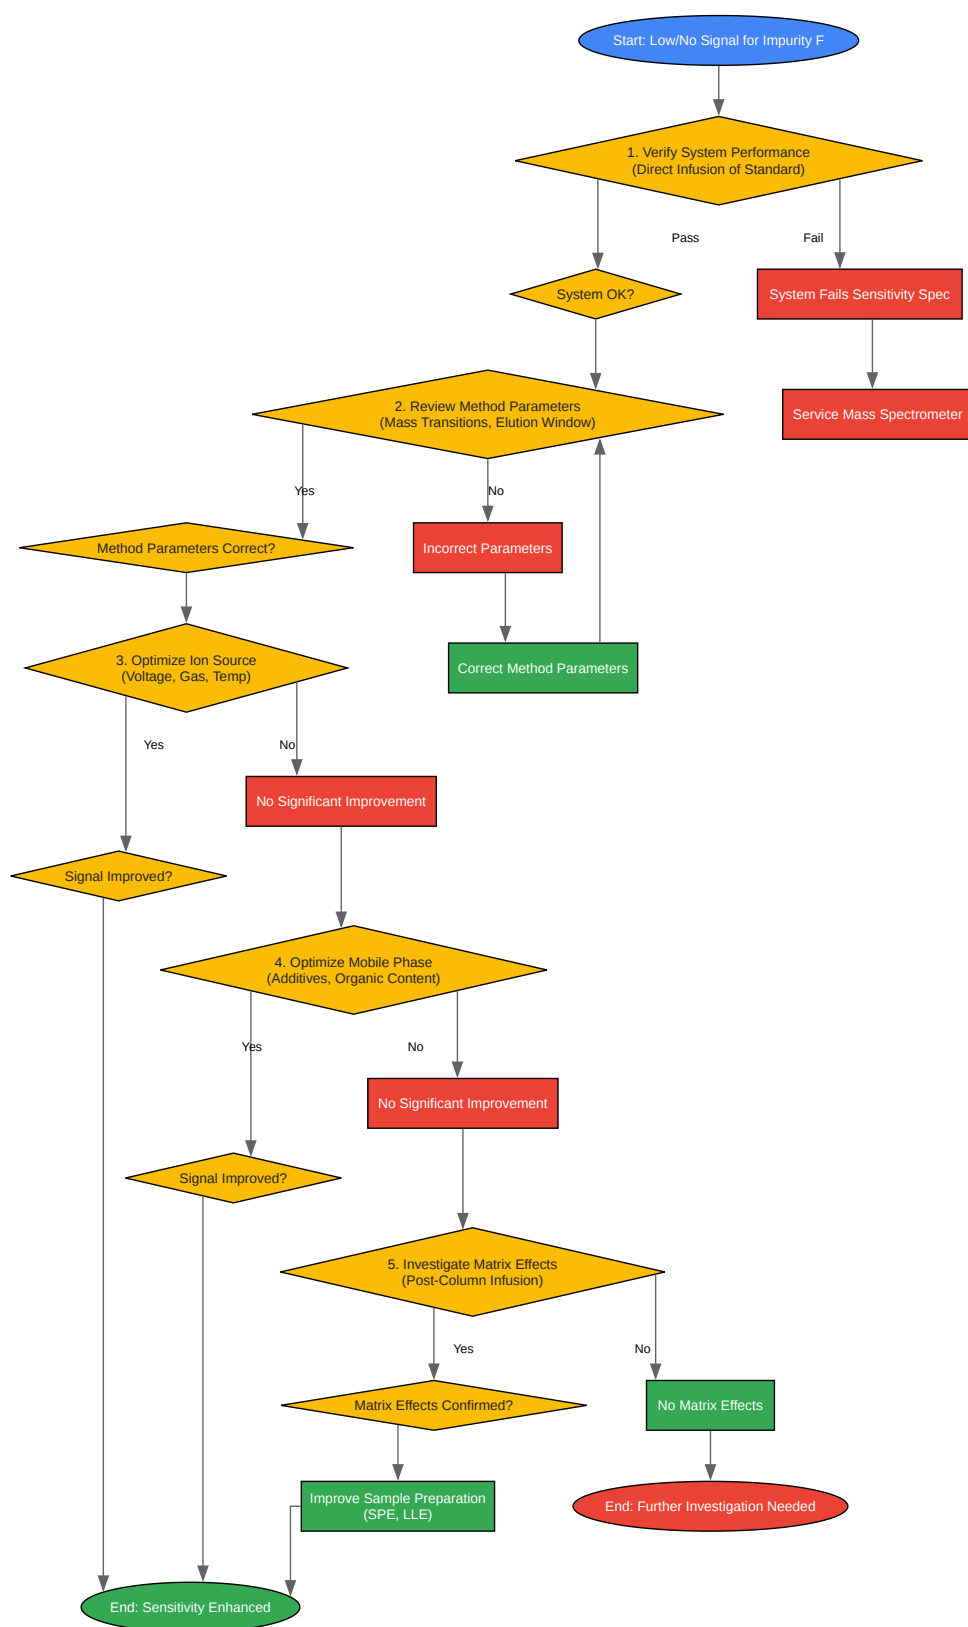 Start: Low/No Signal for Impurity F
1. Verify System Performance
(Direct Infusion of Standard)
Pass
Fail
System OK?
System Fails Sensitivity Spec
2. Review Method Parameters
(Mass Transitions, Elution Window)
Service Mass Spectrometer
Yes
No
Method Parameters Correct?
Incorrect Parameters
3. Optimize Ion Source
(Voltage, Gas, Temp)
Correct Method Parameters
Yes
No
No Significant Improvement
Signal Improved?
4. Optimize Mobile Phase
(Additives, Organic Content)
Yes
No
No Significant Improvement
Signal Improved?
5. Investigate Matrix Effects
(Post-Column Infusion)
Yes
No
Matrix Effects Confirmed?
No Matrix Effects
Improve Sample Preparation
(SPE, LLE)
End: Further Investigation Needed
End: Sensitivity Enhanced